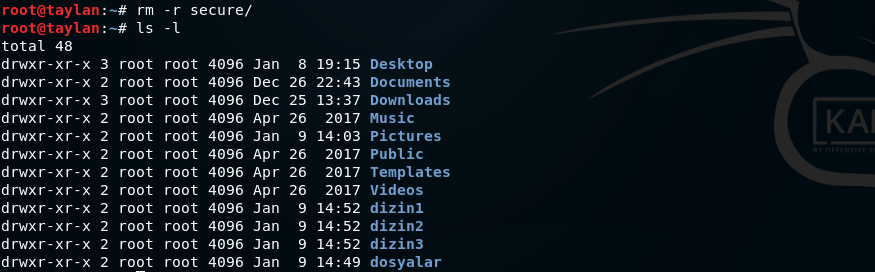 root@taylan:~# rm -r secure/
root@taylan:~# ls -l
total 48
drwxr-xr-x 3 root root 4096 Jan  8 19:15 Desktop
drwxr-xr-x 2 root root 4096 Dec 26 22:43 Documents
drwxr-xr-x 3 root root 4096 Dec 25 13:37 Downloads
drwxr-xr-x 2 root root 4096 Apr 26  2017 Music
drwxr-xr-x 2 root root 4096 Jan  9 14:03 Pictures
drwxr-xr-x 2 root root 4096 Apr 26  2017 Public
drwxr-xr-x 2 root root 4096 Apr 26  2017 Templates
drwxr-xr-x 2 root root 4096 Apr 26  2017 Videos
drwxr-xr-x 2 root root 4096 Jan  9 14:52 dizin1
drwxr-xr-x 2 root root 4096 Jan  9 14:52 dizin2
drwxr-xr-x 2 root root 4096 Jan  9 14:52 dizin3
drwxr-xr-x 2 root root 4096 Jan  9 14:49 dosyalar
KA
BY OFFENSIVE S